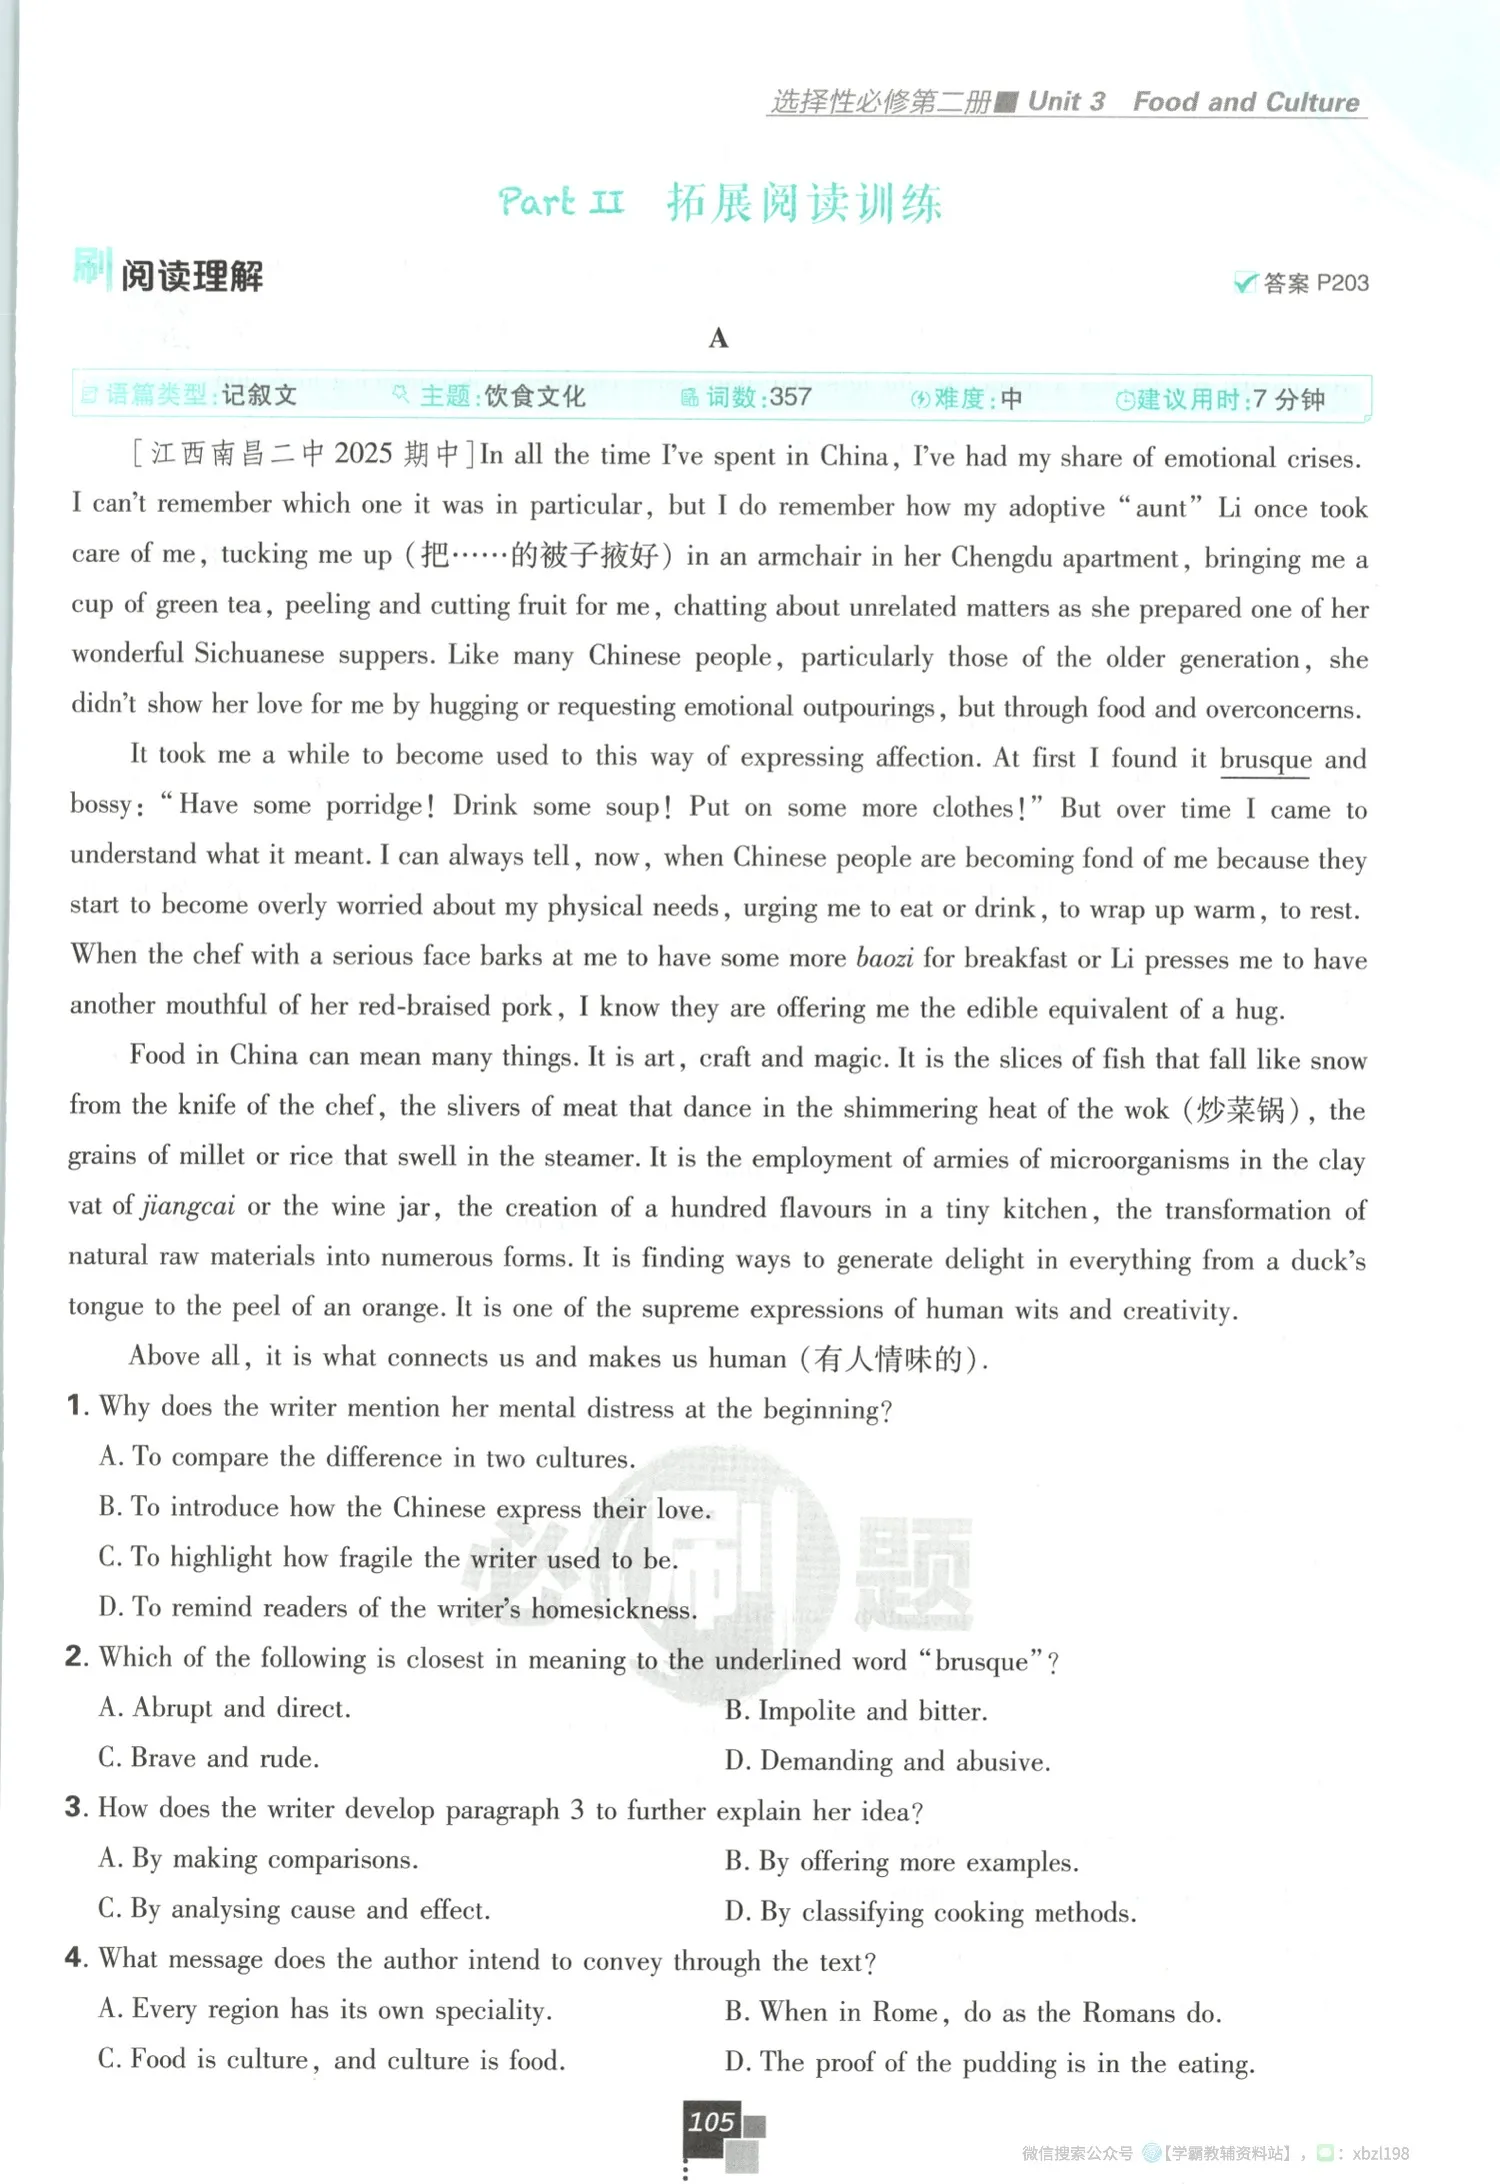 选择性必修第二册 Unit 3 Food and Culture
Part II 拓展阅读训练
刷 阅读理解
答案 P203
A
语篇类型:记叙文 主题:饮食文化 词数:357 难度:中 建议用时:7 分钟
[江西南昌二中 2025 期中]In all the time I've spent in China, I've had my share of emotional crises.
I can't remember which one it was in particular, but I do remember how my adoptive “aunt” Li once took
care of me, tucking me up (把……的被子掖好) in an armchair in her Chengdu apartment, bringing me a
cup of green tea, peeling and cutting fruit for me, chatting about unrelated matters as she prepared one of her
wonderful Sichuanese suppers. Like many Chinese people, particularly those of the older generation, she
didn't show her love for me by hugging or requesting emotional outpourings, but through food and overconcerns.
It took me a while to become used to this way of expressing affection. At first I found it brusque and
bossy: “Have some porridge! Drink some soup! Put on some more clothes!” But over time I came to
understand what it meant. I can always tell, now, when Chinese people are becoming fond of me because they
start to become overly worried about my physical needs, urging me to eat or drink, to wrap up warm, to rest.
When the chef with a serious face barks at me to have some more baozi for breakfast or Li presses me to have
another mouthful of her red-braised pork, I know they are offering me the edible equivalent of a hug.
Food in China can mean many things. It is art, craft and magic. It is the slices of fish that fall like snow
from the knife of the chef, the slivers of meat that dance in the shimmering heat of the wok (炒菜锅), the
grains of millet or rice that swell in the steamer. It is the employment of armies of microorganisms in the clay
vat of jiangcai or the wine jar, the creation of a hundred flavours in a tiny kitchen, the transformation of
natural raw materials into numerous forms. It is finding ways to generate delight in everything from a duck's
tongue to the peel of an orange. It is one of the supreme expressions of human wits and creativity.
Above all, it is what connects us and makes us human (有人情味的).
1. Why does the writer mention her mental distress at the beginning?
A. To compare the difference in two cultures.
B. To introduce how the Chinese express their love.
C. To highlight how fragile the writer used to be.
D. To remind readers of the writer's homesickness.
2. Which of the following is closest in meaning to the underlined word “brusque”?
A. Abrupt and direct. B. Impolite and bitter.
C. Brave and rude. D. Demanding and abusive.
3. How does the writer develop paragraph 3 to further explain her idea?
A. By making comparisons. B. By offering more examples.
C. By analysing cause and effect. D. By classifying cooking methods.
4. What message does the author intend to convey through the text?
A. Every region has its own speciality. B. When in Rome, do as the Romans do.
C. Food is culture, and culture is food. D. The proof of the pudding is in the eating.
必刷题
105
微信搜索公众号【学霸教辅资料站】, : xbzl198